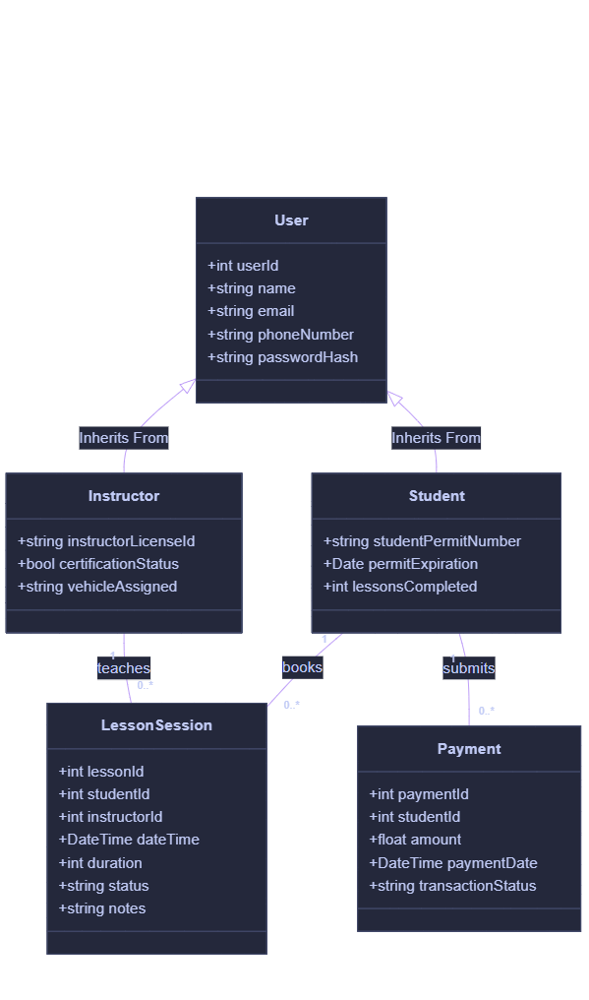 User
+int userId
+string name
+string email
+string phoneNumber
+string passwordHash
Inherits From
Inherits From
Instructor
+string instructorLicenseId
+bool certificationStatus
+string vehicleAssigned
Student
+string studentPermitNumber
+Date permitExpiration
+int lessonsCompleted
1
teaches
0..*
1
books
0..*
1
submits
0..*
LessonSession
+int lessonId
+int studentId
+int instructorId
+DateTime dateTime
+int duration
+string status
+string notes
Payment
+int paymentId
+int studentId
+float amount
+DateTime paymentDate
+string transactionStatus